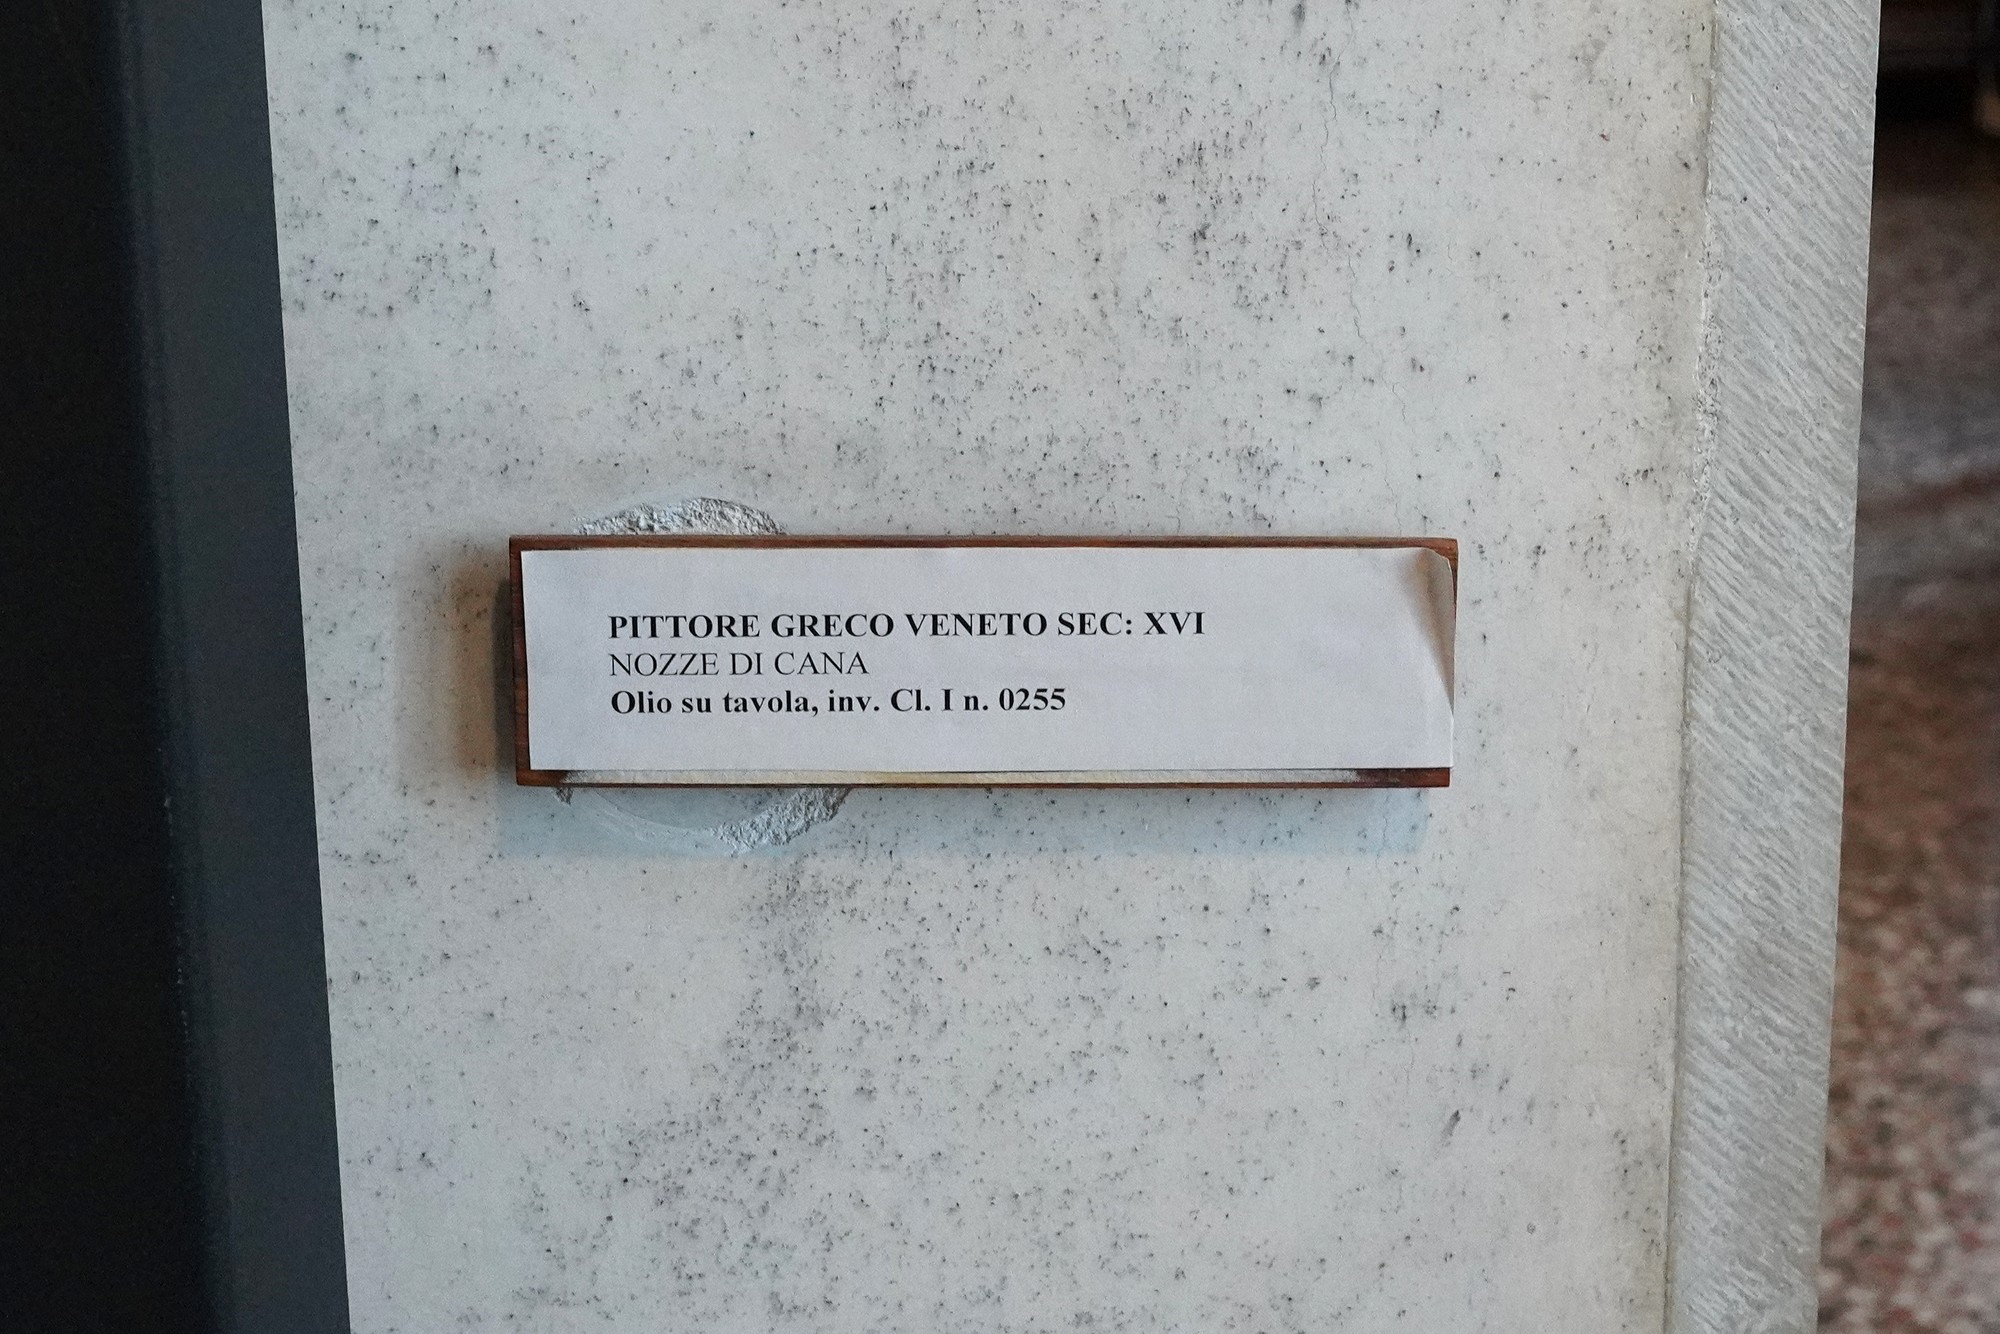 PITTORE GRECO VENETO SEC: XVI
NOZZE DI CANA
Olio su tavola, inv. Cl. I n. 0255